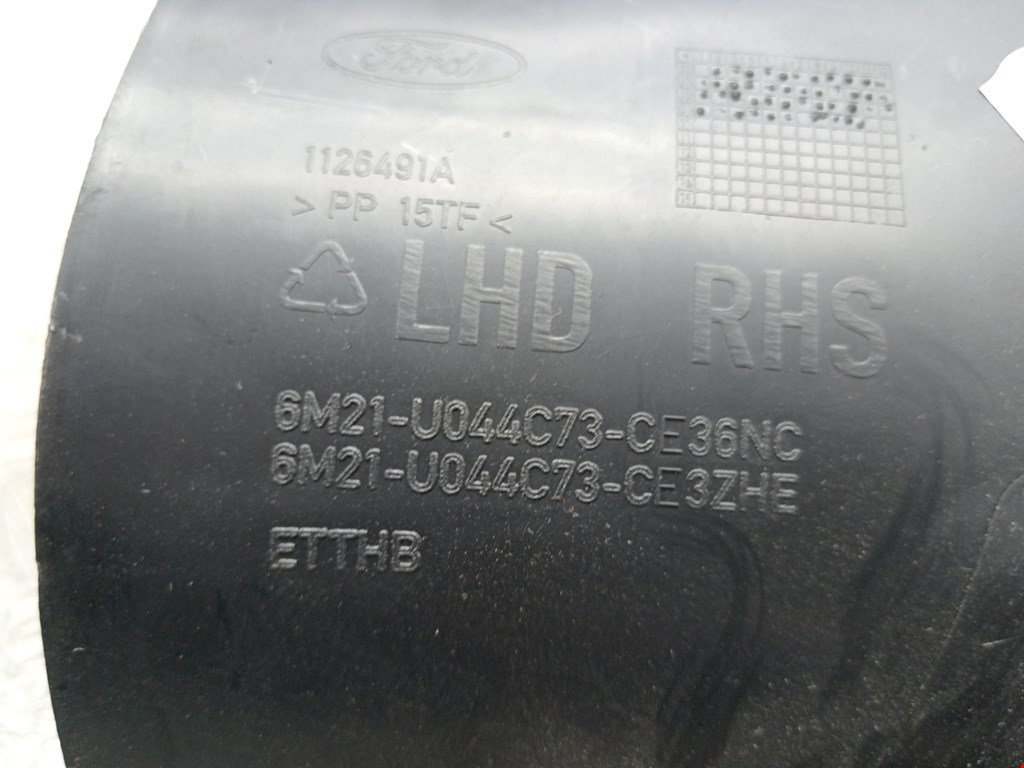 Ford
1126491A
> PP 15TF <
LHD RHS
6M21-U044C73-CE36NC
6M21-U044C73-CE3ZHE
ETTHB